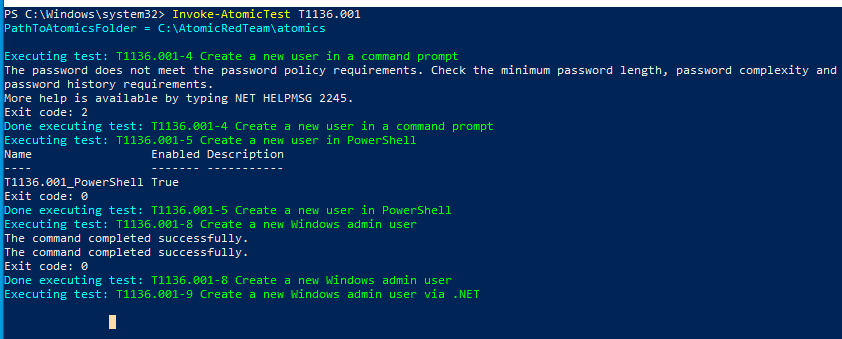 PS C:\Windows\system32> Invoke-AtomicTest T1136.001
PathToAtomicsFolder = C:\AtomicRedTeam\atomics
Executing test: T1136.001-4 Create a new user in a command prompt
The password does not meet the password policy requirements. Check the minimum password length, password complexity and
password history requirements.
More help is available by typing NET HELPMSG 2245.
Exit code: 2
Done executing test: T1136.001-4 Create a new user in a command prompt
Executing test: T1136.001-5 Create a new user in PowerShell
Name                 Enabled Description
----                 ------- -----------
T1136.001_PowerShell True
Exit code: 0
Done executing test: T1136.001-5 Create a new user in PowerShell
Executing test: T1136.001-8 Create a new Windows admin user
The command completed successfully.
The command completed successfully.
Exit code: 0
Done executing test: T1136.001-8 Create a new Windows admin user
Executing test: T1136.001-9 Create a new Windows admin user via .NET